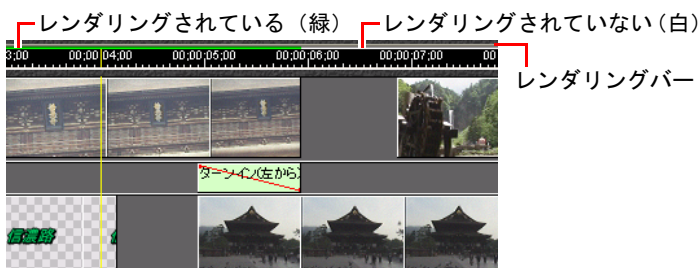 レンダリングされている（緑）
レンダリングされていない（白）
レンダリングバー
3;00 00;00;04;00 00;00;05;00 00;00;06;00 00;00;07;00 00
ターンイン(左から)
信濃路